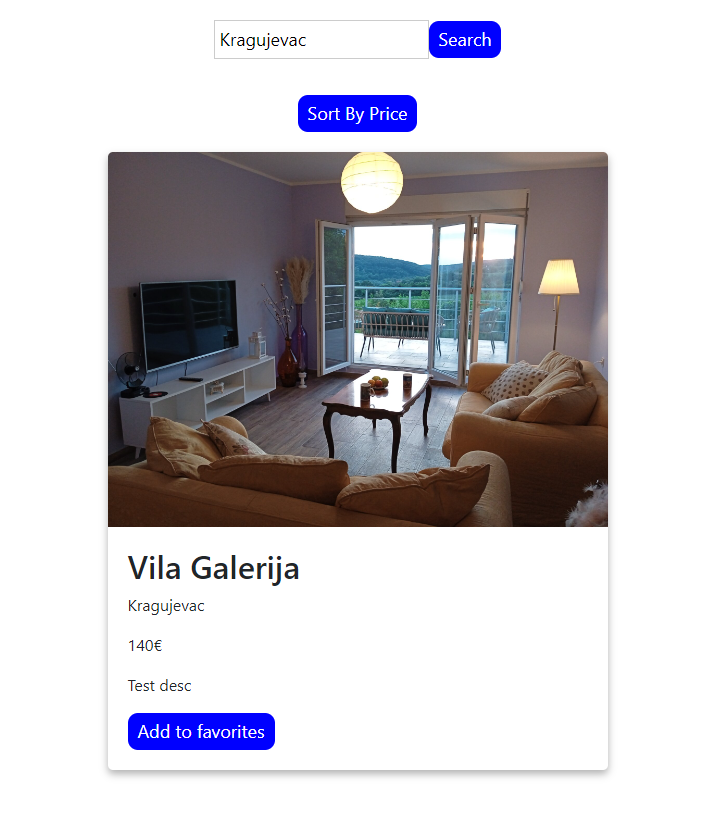 Kragujevac
Search
Sort By Price
Vila Galerija
Kragujevac
140€
Test desc
Add to favorites